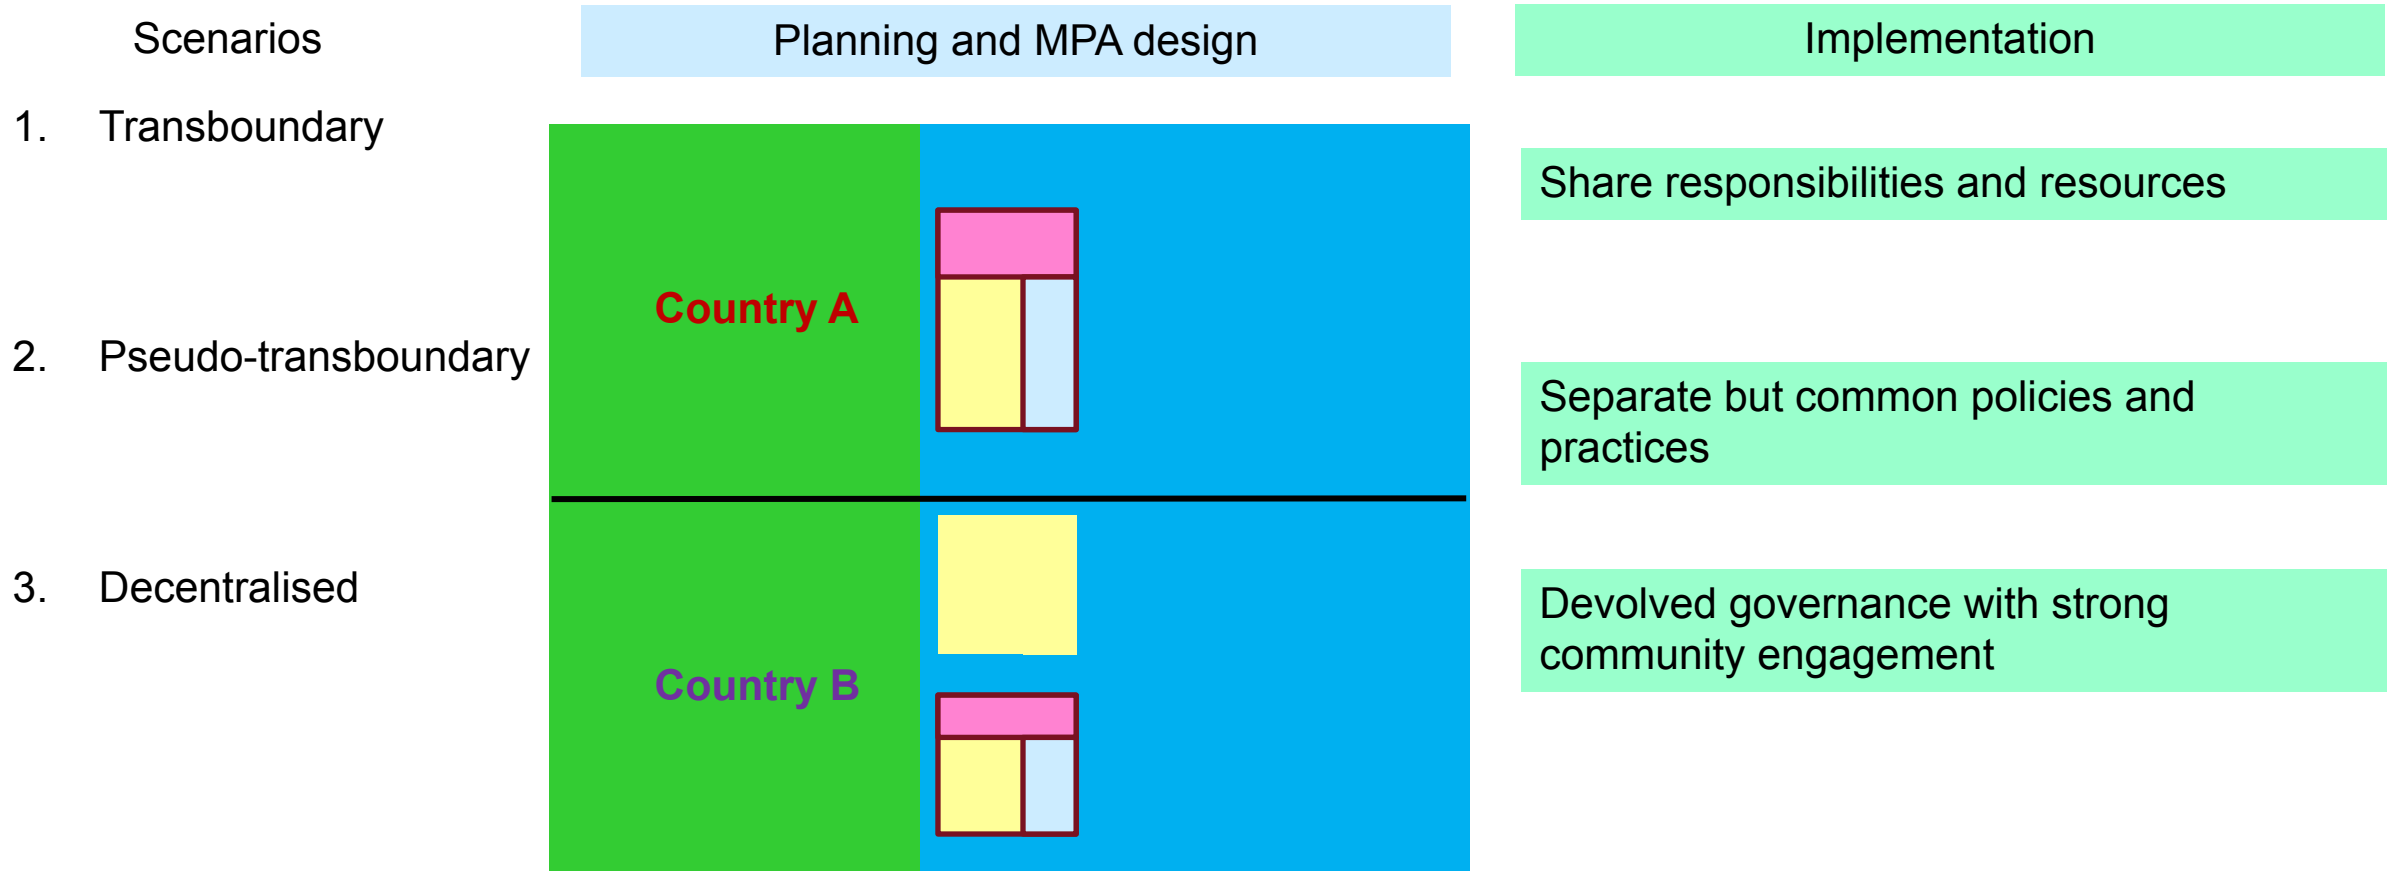 Scenarios
Planning and MPA design
Implementation
1. Transboundary
Share responsibilities and resources
Country A
2. Pseudo-transboundary
Separate but common policies and
practices
3. Decentralised
Devolved governance with strong
community engagement
Country B